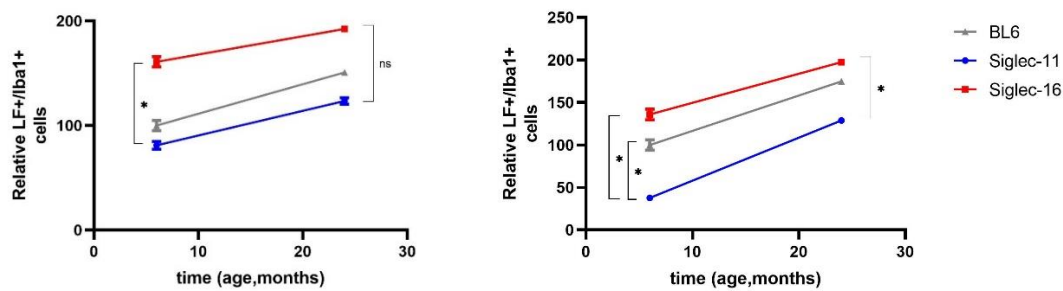 Relative LF+/Iba1+
cells
200
100
0
0
10
20
30
time (age,months)
*
ns
Relative LF+/Iba1+
cells
250
200
150
100
50
0
0
10
20
30
time (age,months)
*
*
*
BL6
Siglec-11
Siglec-16